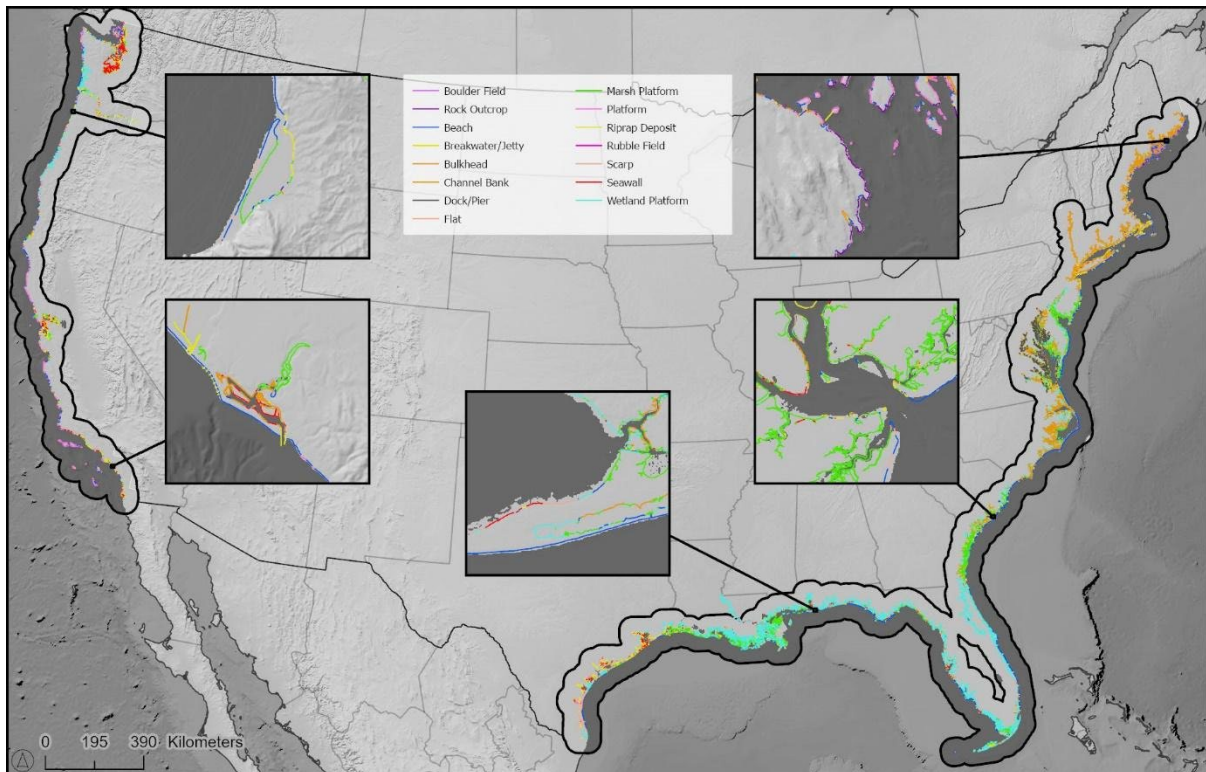 Boulder Field
Rock Outcrop
Beach
Breakwater/Jetty
Bulkhead
Channel Bank
Dock/Pier
Flat
Marsh Platform
Platform
Riprap Deposit
Rubble Field
Scarp
Seawall
Wetland Platform
0 195 390 Kilometers
A